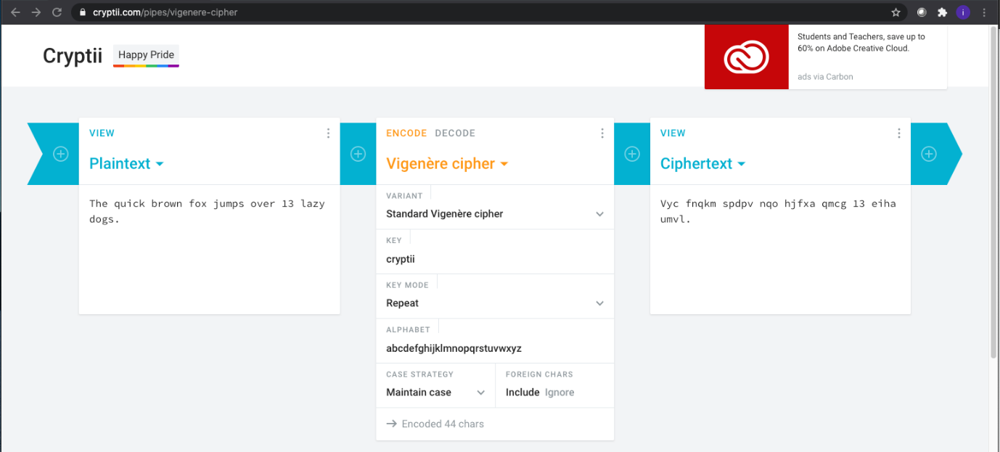 cryptii.com/pipes/vigenere-cipher
i
Cryptii
Happy Pride
Students and Teachers, save up to
60% on Adobe Creative Cloud.
ads via Carbon
VIEW
Plaintext
The quick brown fox jumps over 13 lazy
dogs.
ENCODE DECODE
Vigenère cipher
VARIANT
Standard Vigenère cipher
KEY
cryptii
KEY MODE
Repeat
ALPHABET
abcdefghijklmnopqrstuvwxyz
CASE STRATEGY
Maintain case
FOREIGN CHARS
Include Ignore
→ Encoded 44 chars
VIEW
Ciphertext
Vyc fnqkm spdpv nqo hjfxa qmcg 13 eiha
umvl.